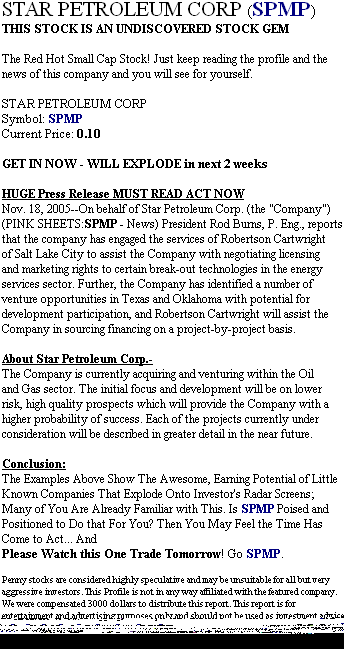 STAR PETROLEUM CORP (SPMP)
THIS STOCK IS AN UNDISCOVERED STOCK GEM
The Red Hot Small Cap Stock! Just keep reading the profile and the
news of this company and you will see for yourself.
STAR PETROLEUM CORP
Symbol: SPMP
Current Price: 0.10
GET IN NOW - WILL EXPLODE in next 2 weeks
HUGE Press Release MUST READ ACT NOW
Nov. 18, 2005--On behalf of Star Petroleum Corp. (the "Company")
(PINK SHEETS:SPMP - News) President Rod Burns, P. Eng., reports
that the company has engaged the services of Robertson Cartwright
of Salt Lake City to assist the Company with negotiating licensing
and marketing rights to certain break-out technologies in the energy
services sector. Further, the Company has identified a number of
venture opportunities in Texas and Oklahoma with potential for
development participation, and Robertson Cartwright will assist the
Company in sourcing financing on a project-by-project basis.
About Star Petroleum Corp.-
The Company is currently acquiring and venturing within the Oil
and Gas sector. The initial focus and development will be on lower
risk, high quality prospects which will provide the Company with a
higher probability of success. Each of the projects currently under
consideration will be described in greater detail in the near future.
Conclusion:
The Examples Above Show The Awesome, Earning Potential of Little
Known Companies That Explode Onto Investor's Radar Screens;
Many of You Are Already Familiar with This. Is SPMP Poised and
Positioned to Do that For You? Then You May Feel the Time Has
Come to Act... And
Please Watch this One Trade Tomorrow! Go SPMP.
Penny stocks are considered highly speculative and may be unsuitable for all but very
aggressive investors. This Profile is not in any way affiliated with the featured company.
We were compensated 3000 dollars to distribute this report. This report is for
entertainment and advertising purposes only and should not be used as investment advice